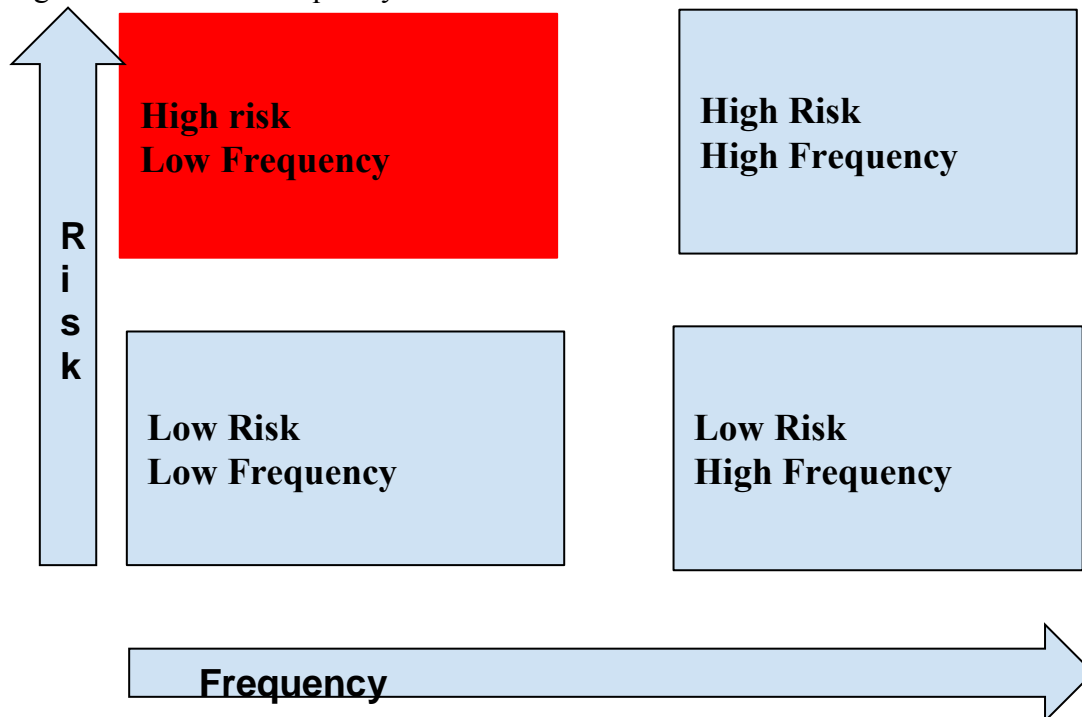 High risk
Low Frequency
High Risk
High Frequency
R
i
s
k
Low Risk
Low Frequency
Low Risk
High Frequency
Frequency